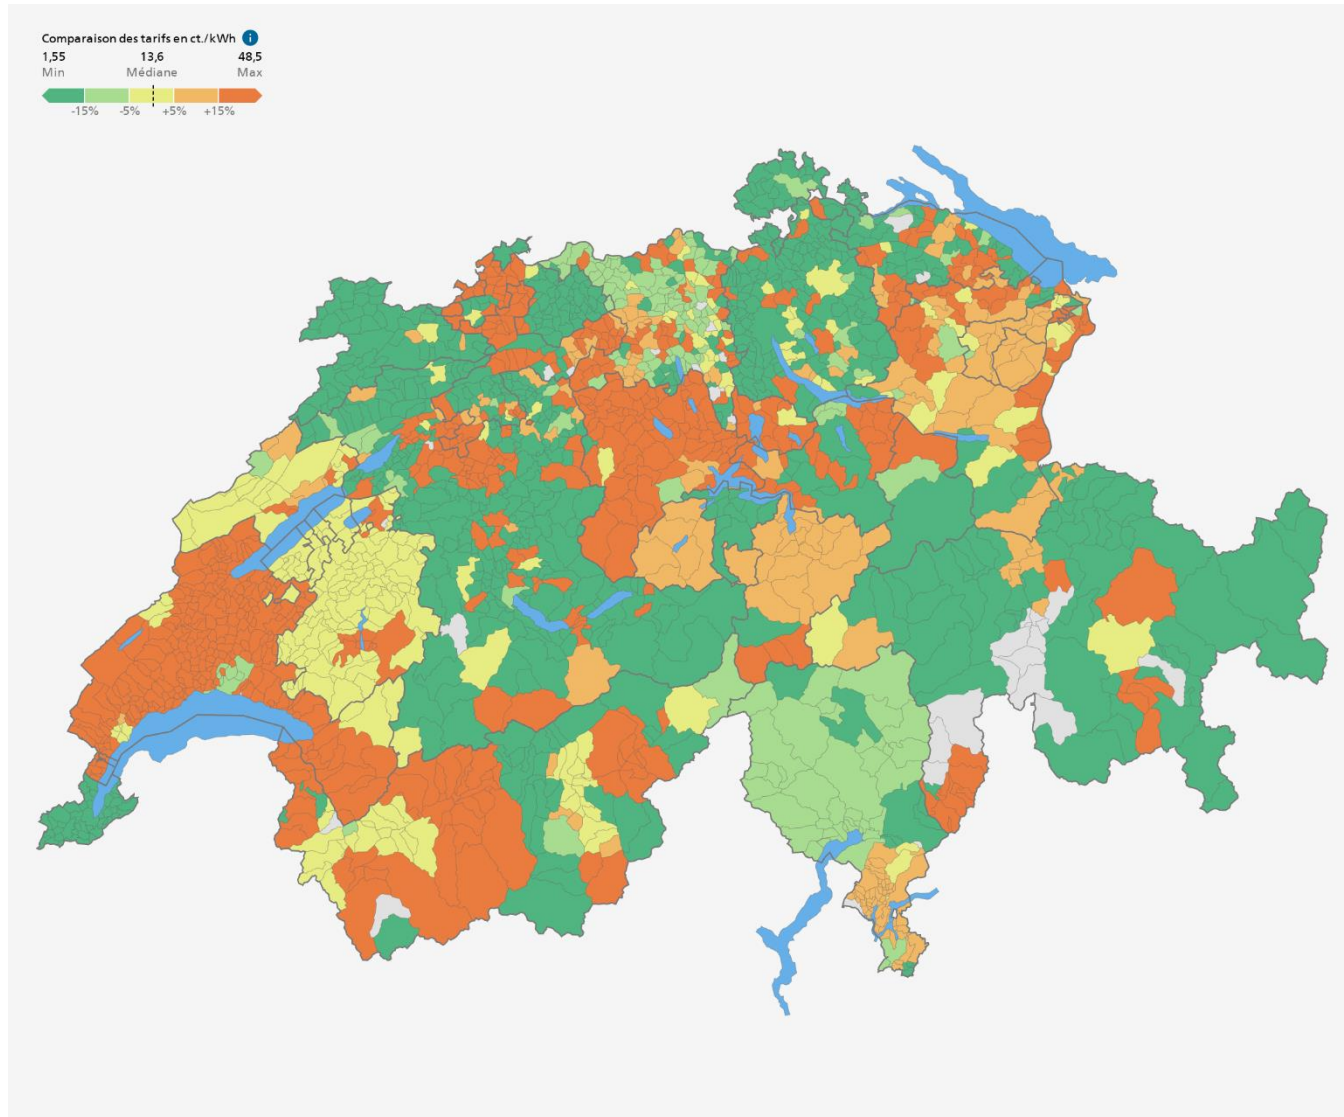 Comparaison des tarifs en ct./kWh i
1,55 13,6 48,5
Min Médiane Max
-15% -5% +5% +15%